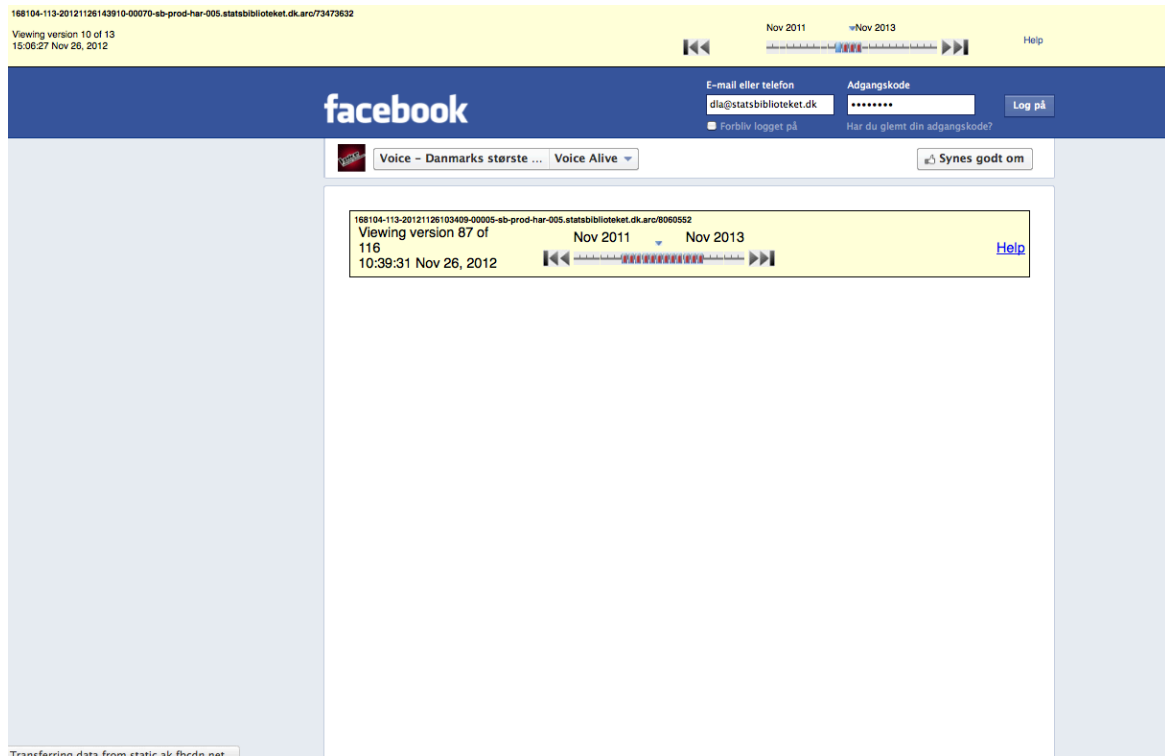 168104-113-20121126143910-00070-sb-prod-har-005.statsbiblioteket.dk.arc/73473632
Viewing version 10 of 13
15:06:27 Nov 26, 2012
Nov 2011 Nov 2013
Help
facebook
E-mail eller telefon Adgangskode
dla@statsbiblioteket.dk •••••••• Log på
Forbliv logget på Har du glemt din adgangskode?
Voice – Danmarks største ... Voice Alive
Synes godt om
168104-113-20121126103409-00005-sb-prod-har-005.statsbiblioteket.dk.arc/8060552
Viewing version 87 of
116
10:39:31 Nov 26, 2012
Nov 2011 Nov 2013
Help
Transferring data from static.ak.fbcdn.net...